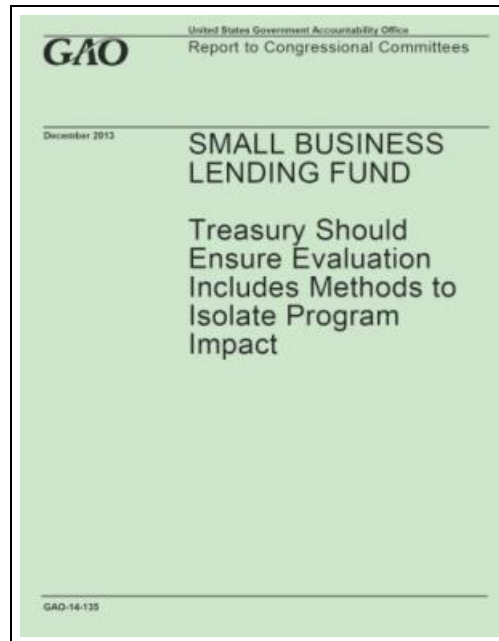 United States Government Accountability Office
GAO
Report to Congressional Committees
December 2013
SMALL BUSINESS
LENDING FUND
Treasury Should
Ensure Evaluation
Includes Methods to
Isolate Program
Impact
GAO-14-135